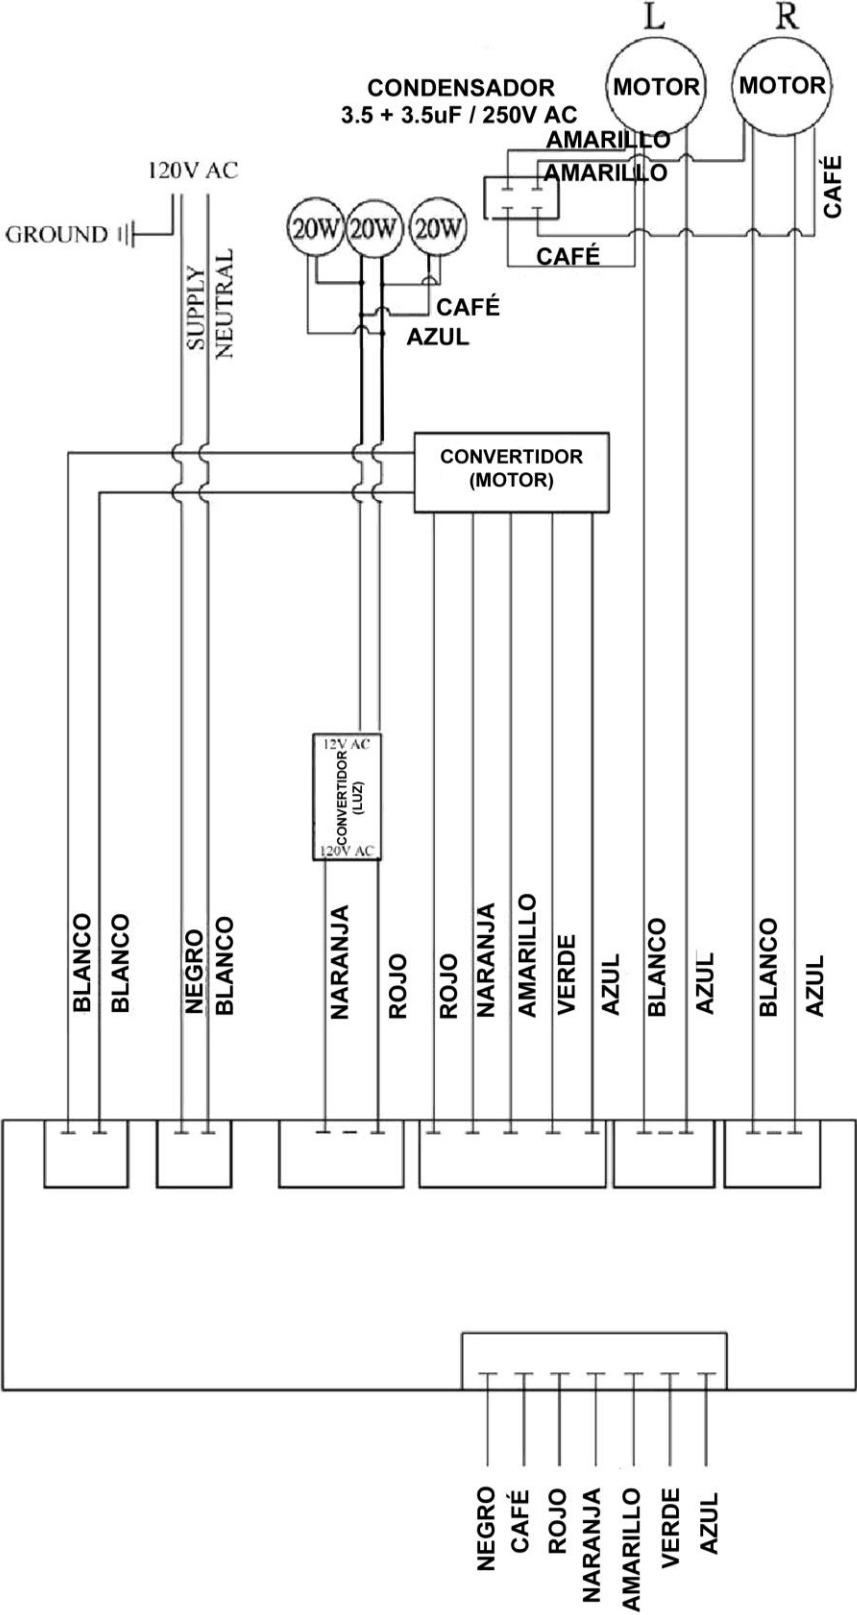 L
R
MOTOR
MOTOR
CONDENSADOR
3.5 + 3.5uF / 250V AC
AMARILLO
AMARILLO
CAFÉ
CAFÉ
120V AC
GROUND
SUPPLY
NEUTRAL
20W
20W
20W
CAFÉ
AZUL
CONVERTIDOR
(MOTOR)
12V AC
CONVERTIDOR
(LUZ)
120V AC
BLANCO
BLANCO
NEGRO
BLANCO
NARANJA
ROJO
ROJO
NARANJA
AMARILLO
VERDE
AZUL
BLANCO
AZUL
BLANCO
AZUL
NEGRO
CAFÉ
ROJO
NARANJA
AMARILLO
VERDE
AZUL